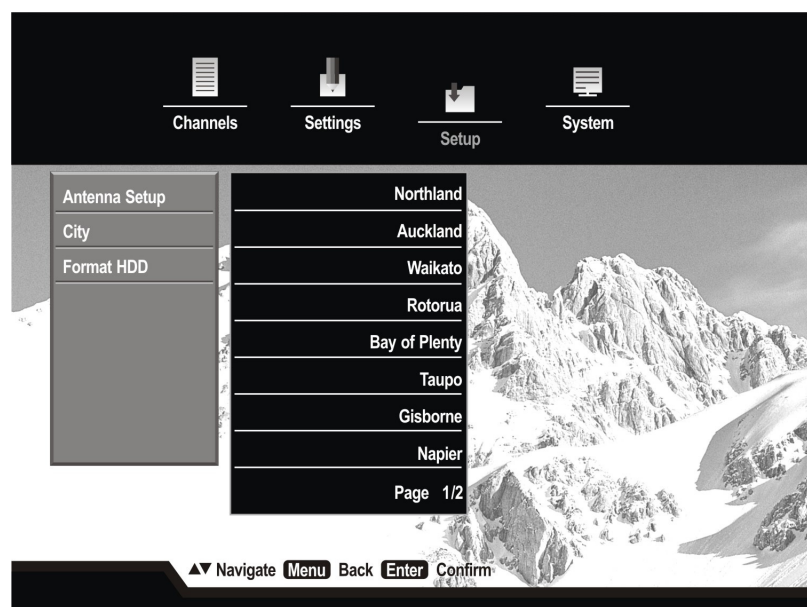 Channels
Settings
Setup
System
Antenna Setup
City
Format HDD
Northland
Auckland
Waikato
Rotorua
Bay of Plenty
Taupo
Gisborne
Napier
Page 1/2
▲▼ Navigate Menu Back Enter Confirm